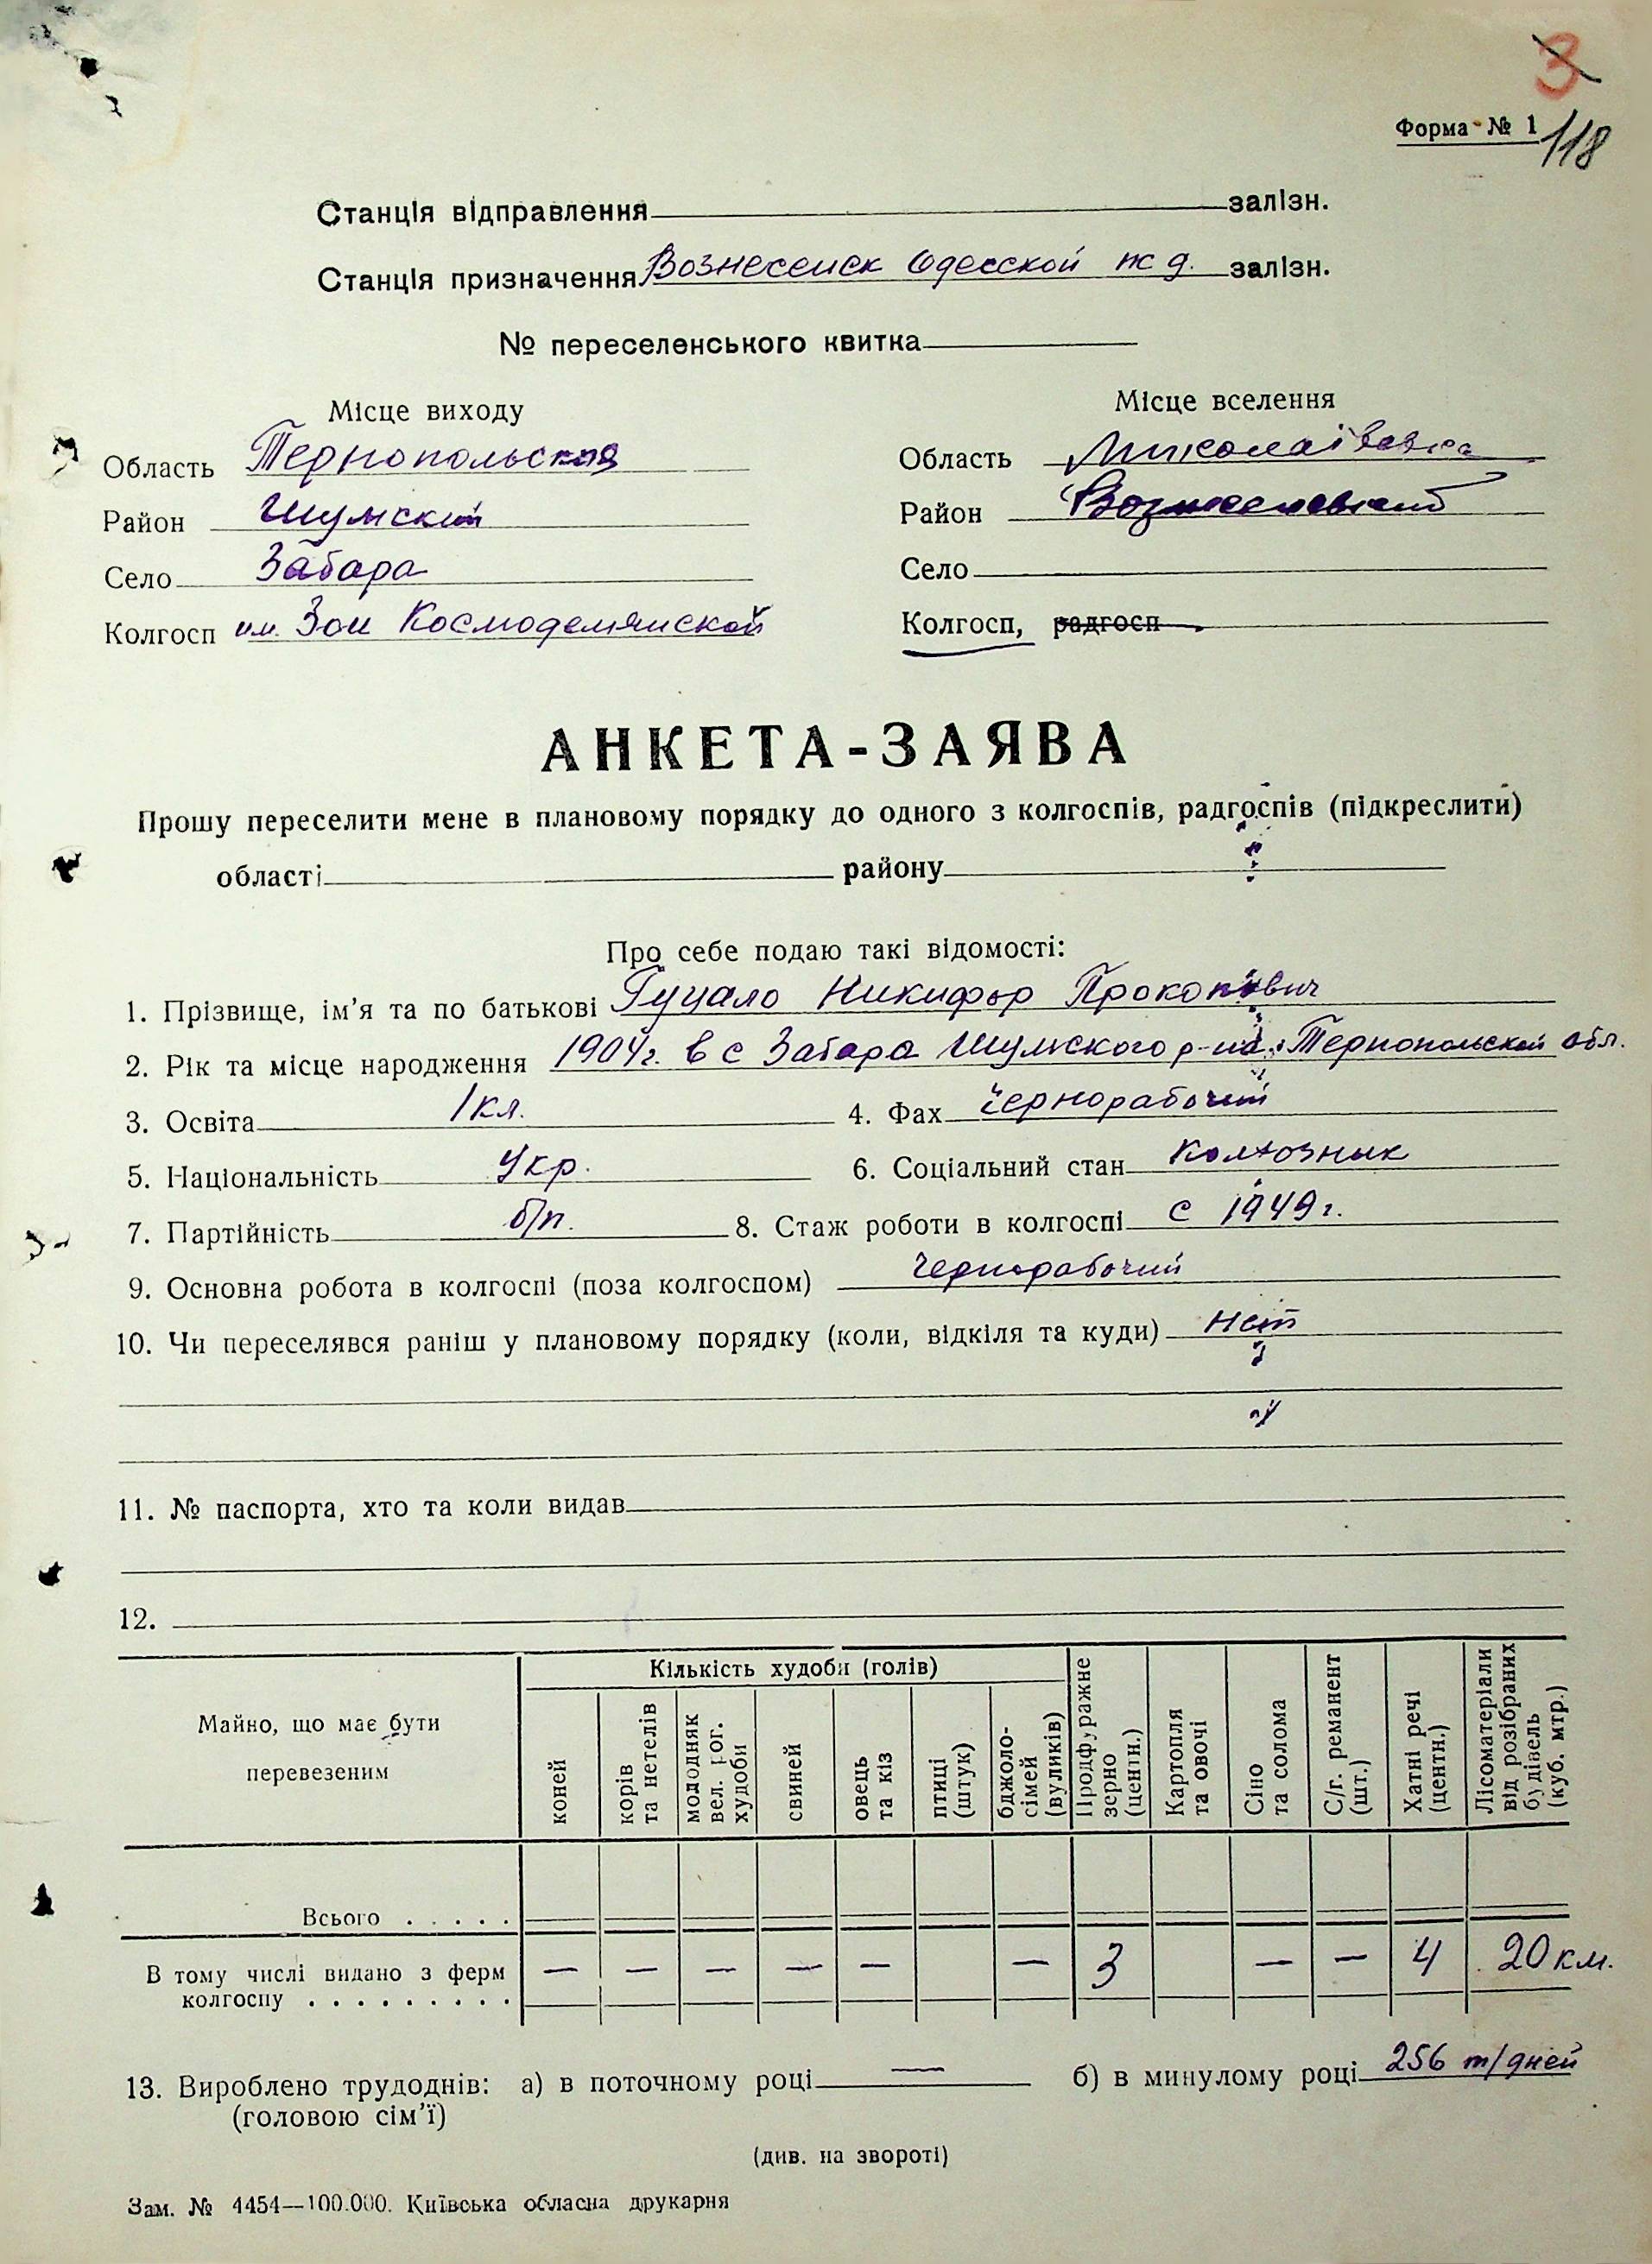 3
Форма № 1
118
Станція відправлення залізн.
Станція призначення Вознесенск Одесской ж д. залізн.
№ переселенського квитка
Місце виходу
Місце вселення
Область Тернопольская
Область Миколаївська
Район Шумский
Район Вознесенський
Село Забара
Село
Колгосп им. Зои Космодемянской
Колгосп, радгосп
АНКЕТА-ЗАЯВА
Прошу переселити мене в плановому порядку до одного з колгоспів, радгоспів (підкреслити)
області району
Про себе подаю такі відомості:
1. Прізвище, ім'я та по батькові Гуцало Никифор Прокопович
2. Рік та місце народження 1904г. в с Забара Шумского р-на, Тернопольской обл.
3. Освіта 1 кл. 4. Фах Чернорабочий
5. Національність Укр. 6. Соціальний стан Колхозник
7. Партійність б/п. 8. Стаж роботи в колгоспі с 1949 г.
9. Основна робота в колгоспі (поза колгоспом) Чернорабочий
10. Чи переселявся раніш у плановому порядку (коли, відкіля та куди) Нет
11. № паспорта, хто та коли видав
12.
Майно, що має бути
перевезеним
Кількість худоби (голів)
коней
корів
та нетелів
молодняк
вел. рог.
худоби
свиней
овець
та кіз
птиці
(штук)
бджоло-
сімей
(вуликів)
Продфуражне
зерно
(центн.)
Картопля
та овочі
Сіно
та солома
С/г. реманент
(шт.)
Хатні речі
(центн.)
Лісоматеріали
від розібраних
будівель
(куб. мтр.)
Всього . . . . .
В тому числі видано з ферм — — — — — — 3 — — 4 20 км.
колгоспу . . . . . . . . .
13. Вироблено трудоднів: а) в поточному році — б) в минулому році 256 т/дней
(головою сім'ї)
(див. на звороті)
Зам. № 4454—100.000. Київська обласна друкарня